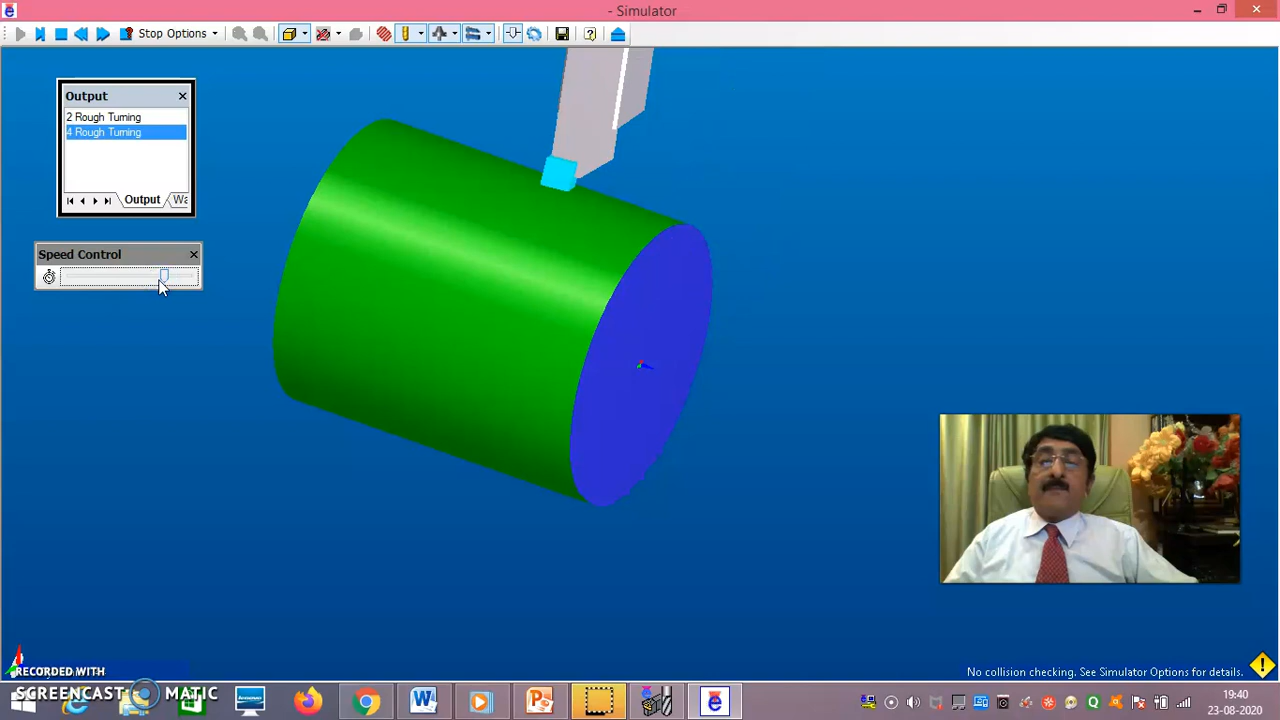 - Simulator
Stop Options
Output
2 Rough Turning
4 Rough Turning
Output
Wa
Speed Control
RECORDED WITH
SCREENCAST MATIC
No collision checking. See Simulator Options for details.
19:40
23-08-2020